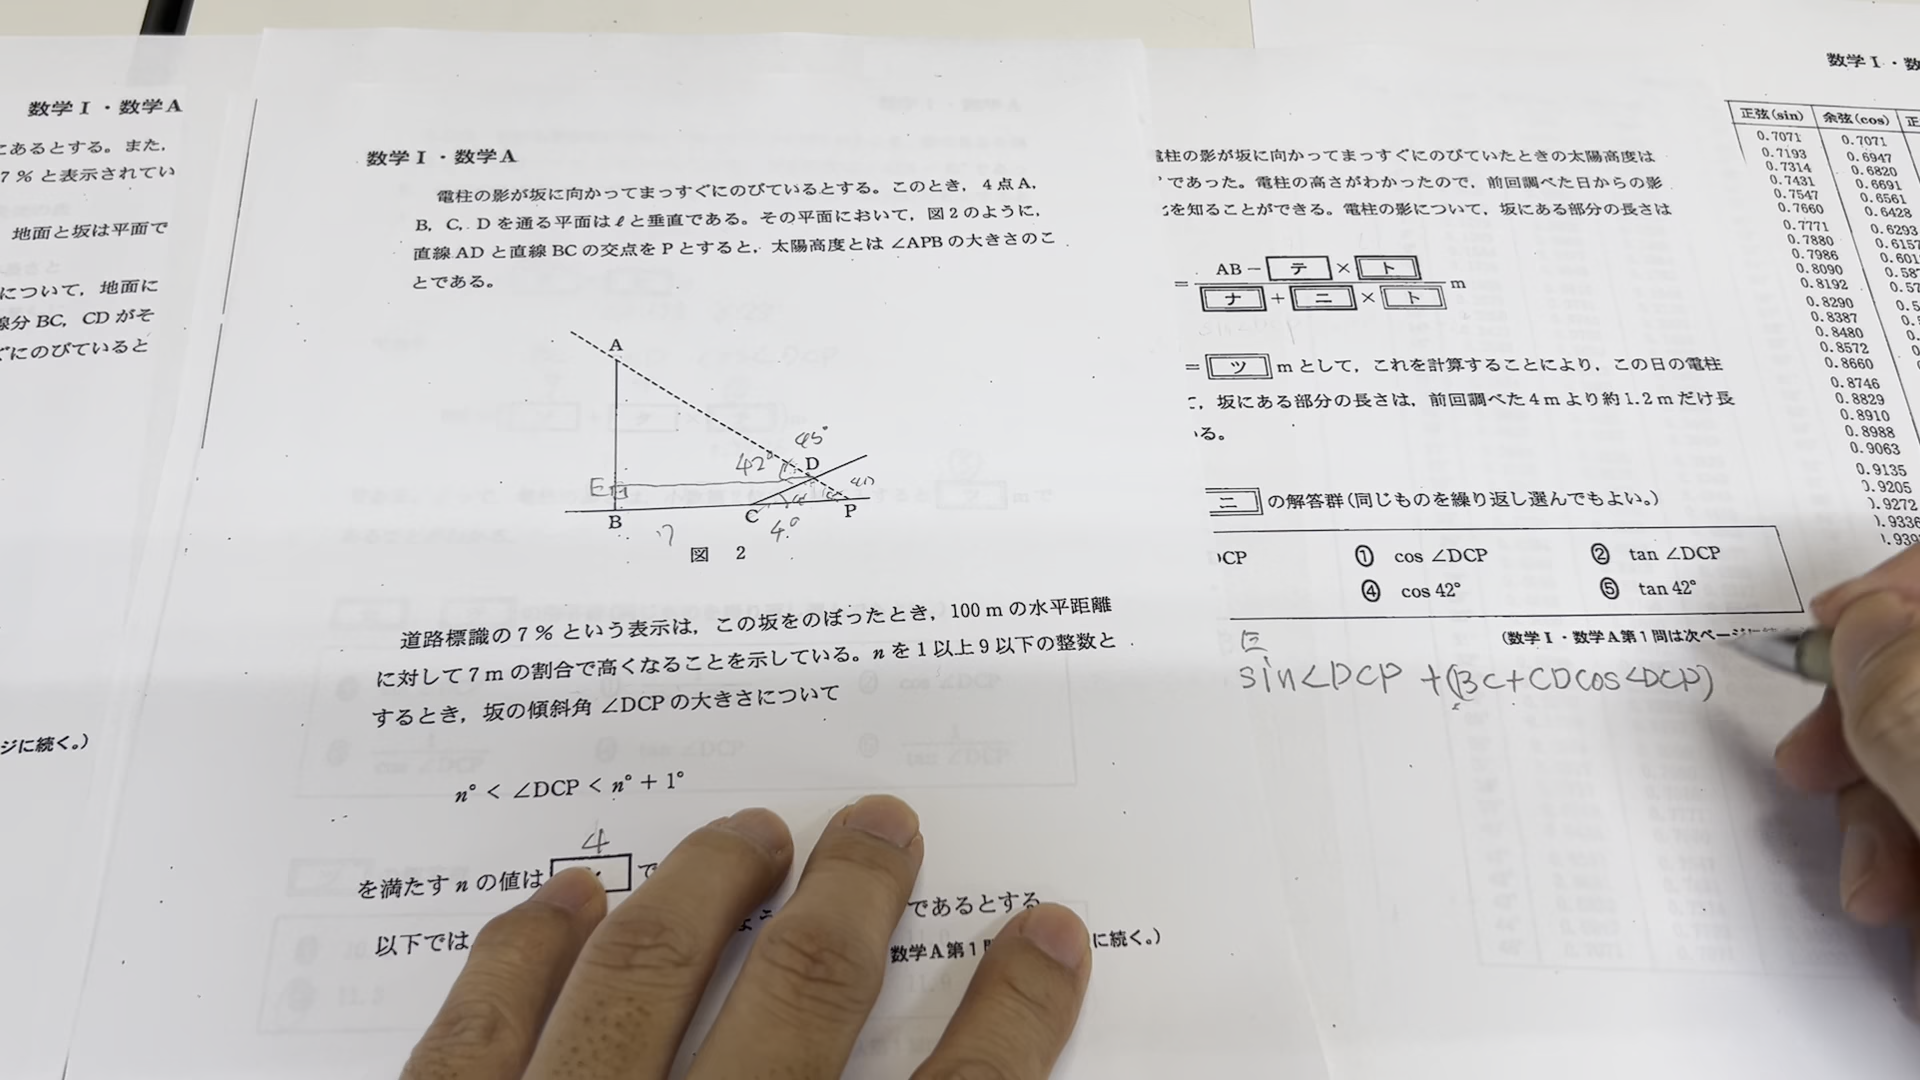 数学Ⅰ・数学A
にあるとする。また,
7%と表示されてい
地面と坂は平面で
について,地面に
線分BC, CDがそ
ぐにのびていると
ジに続く。)
数学Ⅰ・数学A
電柱の影が坂に向かってまっすぐにのびているとする。このとき,4点A,
B, C, Dを通る平面はℓと垂直である。その平面において,図2のように,
直線ADと直線BCの交点をPとすると,太陽高度とは∠APBの大きさのこ
とである。
A
45°
42°
D
E
B
C
P
7
4°
図 2
道路標識の7%という表示は,この坂をのぼったとき,100mの水平距離
に対して7mの割合で高くなることを示している。nを1以上9以下の整数と
するとき,坂の傾斜角∠DCPの大きさについて
n° < ∠DCP < n° + 1°
4
を満たすnの値は
で
以下では
であるとする
数学A第1
に続く。)
電柱の影が坂に向かってまっすぐにのびていたときの太陽高度は
であった。電柱の高さがわかったので,前回調べた日からの影
を知ることができる。電柱の影について,坂にある部分の長さは
= AB − テ × ト
ナ + ニ × ト m
= ツ mとして,これを計算することにより,この日の電柱
坂にある部分の長さは,前回調べた4mより約1.2mだけ長
る。
ニ の解答群(同じものを繰り返し選んでもよい。)
DCP ① cos ∠DCP ② tan ∠DCP
④ cos 42° ⑤ tan 42°
(数学Ⅰ・数学A第1問は次ページに
sin∠DCP +(BC+CDcos∠DCP)
数学Ⅰ・数
正弦(sin) 余弦(cos) 正
0.7071 0.7071
0.7193 0.6947
0.7314 0.6820
0.7431 0.6691
0.7547 0.6561
0.7660 0.6428
0.7771 0.6293
0.7880 0.6157
0.7986 0.601
0.8090 0.58
0.8192 0.57
0.8290 0.5
0.8387 0.
0.8480 0.
0.8572
0.8660
0.8746
0.8829
0.8910
0.8988
0.9063
0.9135
0.9205
.9272
.9336
.939